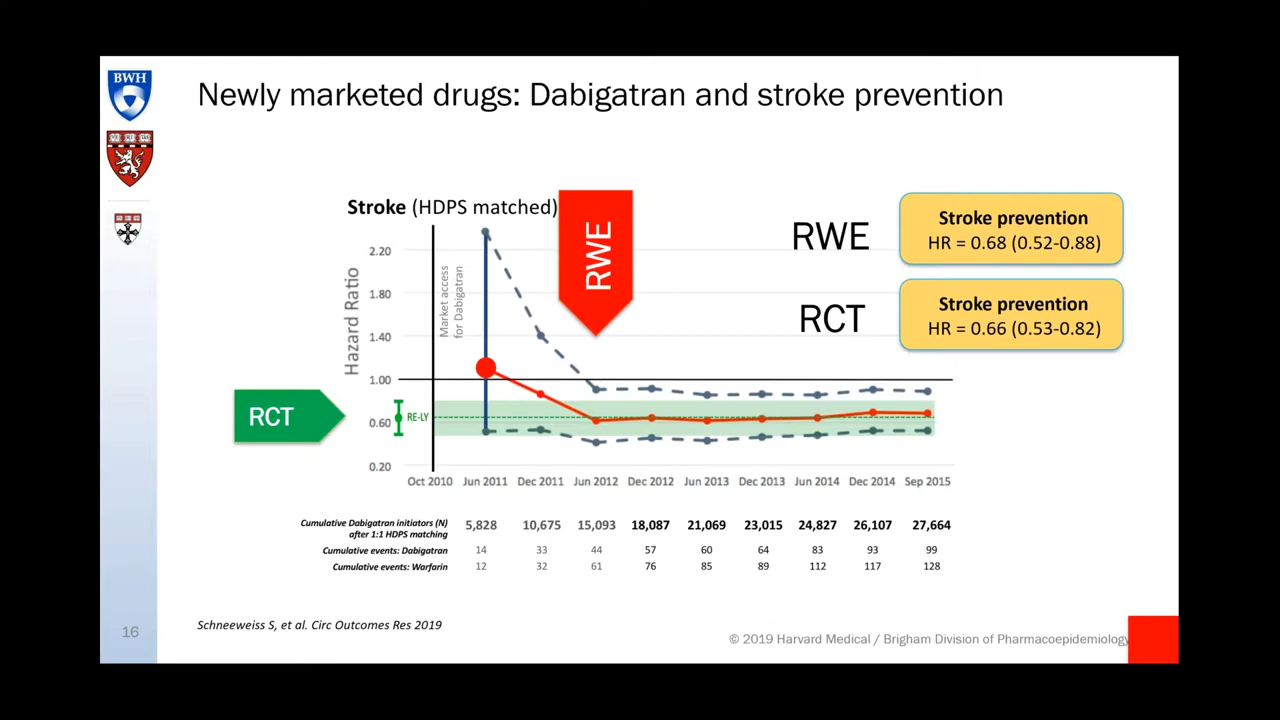 BWH
Newly marketed drugs: Dabigatran and stroke prevention
Stroke (HDPS matched)
RWE
RWE
Stroke prevention
HR = 0.68 (0.52-0.88)
RCT
Stroke prevention
HR = 0.66 (0.53-0.82)
Hazard Ratio
2.20
1.80
1.40
1.00
0.60
0.20
Market access
for Dabigatran
RCT
RE-LY
Oct 2010 Jun 2011 Dec 2011 Jun 2012 Dec 2012 Jun 2013 Dec 2013 Jun 2014 Dec 2014 Sep 2015
Cumulative Dabigatran initiators (N)
after 1:1 HDPS matching
5,828 10,675 15,093 18,087 21,069 23,015 24,827 26,107 27,664
Cumulative events: Dabigatran 14 33 44 57 60 64 83 93 99
Cumulative events: Warfarin 12 32 61 76 85 89 112 117 128
Schneeweiss S, et al. Circ Outcomes Res 2019
16
© 2019 Harvard Medical / Brigham Division of Pharmacoepidemiology